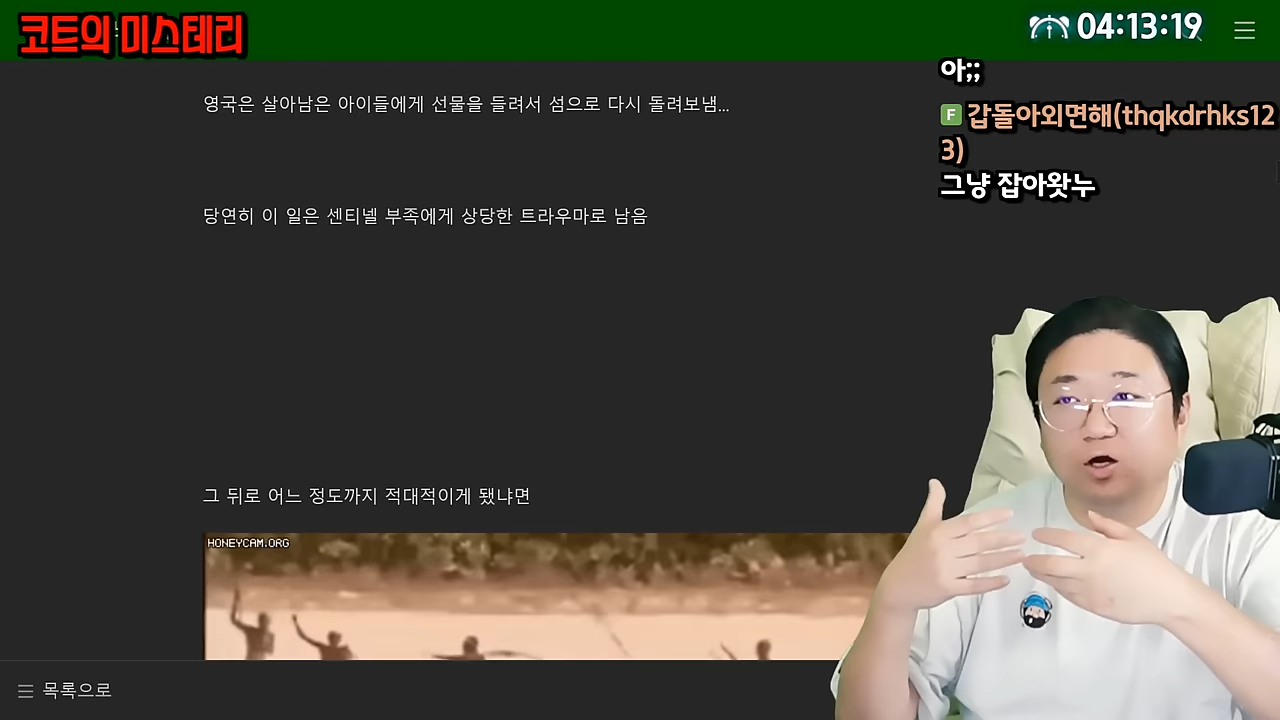 코트의 미스테리
04:13:19
아;;
F 갑돌아외면해(thqkdrhks12
3)
그냥 잡아왓누
영국은 살아남은 아이들에게 선물을 들려서 섬으로 다시 돌려보냄...
당연히 이 일은 센티넬 부족에게 상당한 트라우마로 남음
그 뒤로 어느 정도까지 적대적이게 됐냐면
HONEYCAM.ORG
목록으로